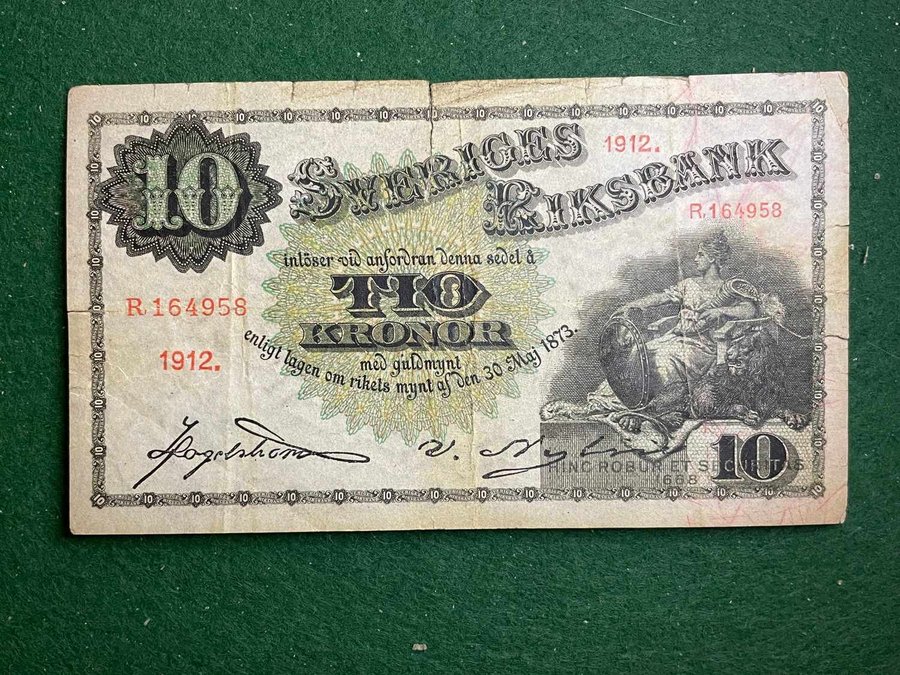 10
SVERIGES
1912.
RIKSBANK
R.164958
inlöser vid anfordran denna sedel å
TIO
KRONOR
R.164958
1912.
med guldmynt
enligt lagen om rikets mynt af den 30 Maj 1873.
V.
HINC ROBUR ET SECURITAS
1668
10